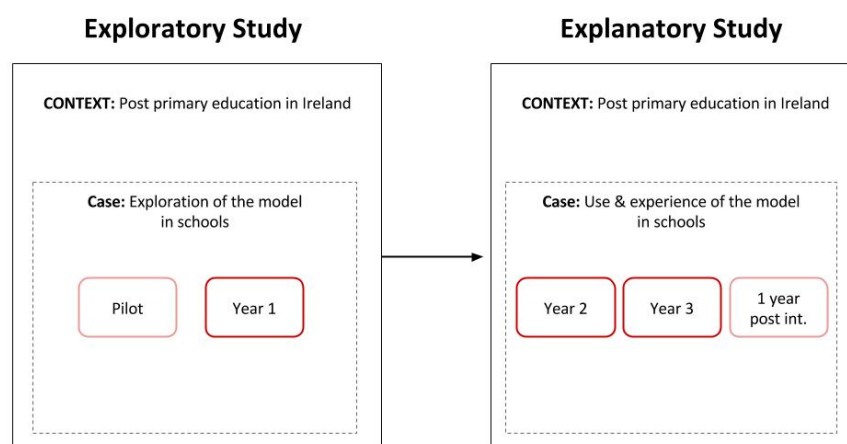 Exploratory Study
CONTEXT: Post primary education in Ireland
Case: Exploration of the model
in schools
Pilot
Year 1
Explanatory Study
CONTEXT: Post primary education in Ireland
Case: Use & experience of the model
in schools
Year 2
Year 3
1 year
post int.